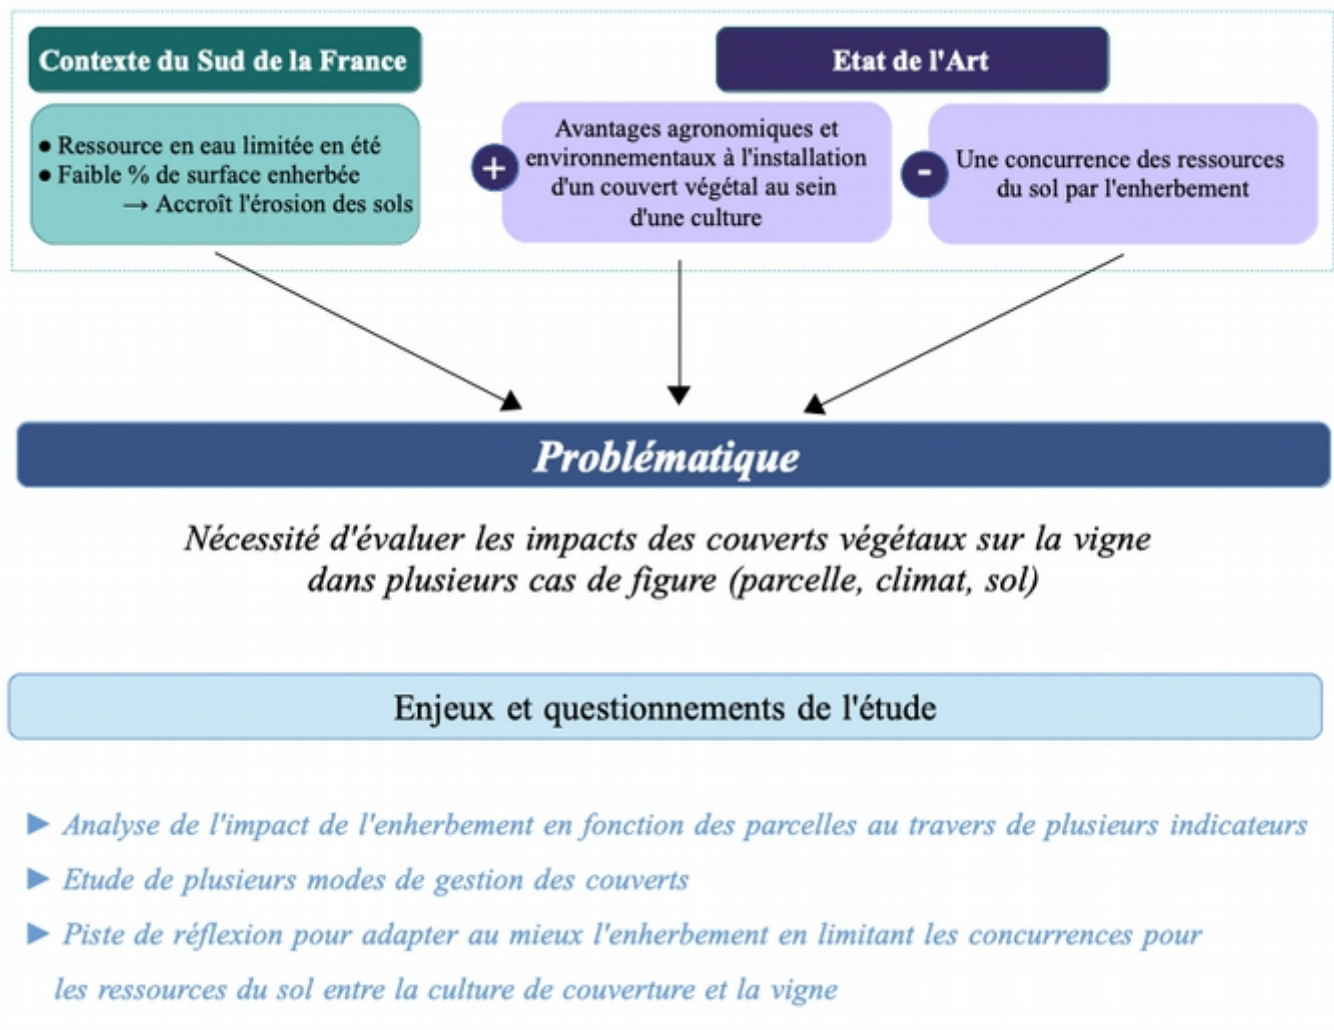 Contexte du Sud de la France
● Ressource en eau limitée en été
● Faible % de surface enherbée
→ Accroît l'érosion des sols
Etat de l'Art
+
Avantages agronomiques et
environnementaux à l'installation
d'un couvert végétal au sein
d'une culture
-
Une concurrence des ressources
du sol par l'enherbement
Problématique
Nécessité d'évaluer les impacts des couverts végétaux sur la vigne
dans plusieurs cas de figure (parcelle, climat, sol)
Enjeux et questionnements de l'étude
► Analyse de l'impact de l'enherbement en fonction des parcelles au travers de plusieurs indicateurs
► Etude de plusieurs modes de gestion des couverts
► Piste de réflexion pour adapter au mieux l'enherbement en limitant les concurrences pour
les ressources du sol entre la culture de couverture et la vigne